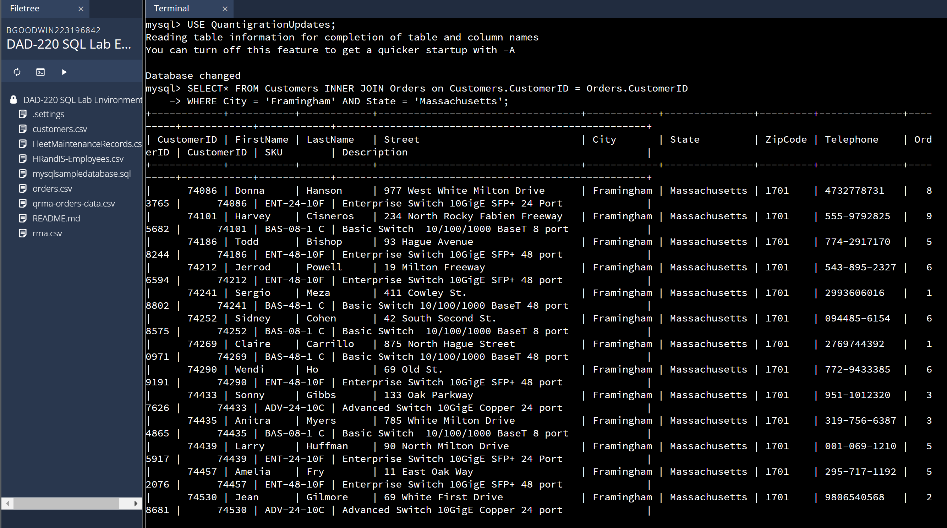 Filetree ×
Terminal ×
BGOODWIN223196842
DAD-220 SQL Lab E...
DAD-220 SQL Lab Environment
.settings
customers.csv
FleetMaintenanceRecords.cs
HRandIS-Employees.csv
mysqlsampledatabase.sql
orders.csv
qrma-orders-data.csv
README.md
rma.csv
mysql> USE QuantigrationUpdates;
Reading table information for completion of table and column names
You can turn off this feature to get a quicker startup with -A
Database changed
mysql> SELECT* FROM Customers INNER JOIN Orders on Customers.CustomerID = Orders.CustomerID
-> WHERE City = 'Framingham' AND State = 'Massachusetts';
| CustomerID | FirstName | LastName | Street | City | State | ZipCode | Telephone | Ord
erID | CustomerID | SKU | Description |
| 74086 | Donna | Hanson | 977 West White Milton Drive | Framingham | Massachusetts | 1701 | 4732778731 | 8
3765 | 74086 | ENT-24-10F | Enterprise Switch 10GigE SFP+ 24 Port |
| 74101 | Harvey | Cisneros | 234 North Rocky Fabien Freeway | Framingham | Massachusetts | 1701 | 555-9792825 | 9
5682 | 74101 | BAS-08-1 C | Basic Switch 10/100/1000 BaseT 8 port |
| 74186 | Todd | Bishop | 93 Hague Avenue | Framingham | Massachusetts | 1701 | 774-2917170 | 5
8244 | 74186 | ENT-48-10F | Enterprise Switch 10GigE SFP+ 48 port |
| 74212 | Jerrod | Powell | 19 Milton Freeway | Framingham | Massachusetts | 1701 | 543-895-2327 | 6
6594 | 74212 | ENT-48-10F | Enterprise Switch 10GigE SFP+ 48 port |
| 74241 | Sergio | Meza | 411 Cowley St. | Framingham | Massachusetts | 1701 | 2993606016 | 1
8802 | 74241 | BAS-48-1 C | Basic Switch 10/100/1000 BaseT 48 port |
| 74252 | Sidney | Cohen | 42 South Second St. | Framingham | Massachusetts | 1701 | 094485-6154 | 6
8575 | 74252 | BAS-08-1 C | Basic Switch 10/100/1000 BaseT 8 port |
| 74269 | Claire | Carrillo | 875 North Hague Street | Framingham | Massachusetts | 1701 | 2769744392 | 1
0971 | 74269 | BAS-48-1 C | Basic Switch 10/100/1000 BaseT 48 port |
| 74290 | Wendi | Ho | 69 Old St. | Framingham | Massachusetts | 1701 | 772-9433385 | 6
9191 | 74290 | ENT-48-10F | Enterprise Switch 10GigE SFP+ 48 port |
| 74433 | Sonny | Gibbs | 133 Oak Parkway | Framingham | Massachusetts | 1701 | 951-1012320 | 3
7626 | 74433 | ADV-24-10C | Advanced Switch 10GigE Copper 24 port |
| 74435 | Anitra | Myers | 785 White Milton Drive | Framingham | Massachusetts | 1701 | 319-756-6387 | 3
4865 | 74435 | BAS-08-1 C | Basic Switch 10/100/1000 BaseT 8 port |
| 74439 | Larry | Huffman | 90 North Milton Drive | Framingham | Massachusetts | 1701 | 001-069-1210 | 5
5917 | 74439 | ENT-24-10F | Enterprise Switch 10GigE SFP+ 24 Port |
| 74457 | Amelia | Fry | 11 East Oak Way | Framingham | Massachusetts | 1701 | 295-717-1192 | 5
2076 | 74457 | ENT-48-10F | Enterprise Switch 10GigE SFP+ 48 port |
| 74530 | Jean | Gilmore | 69 White First Drive | Framingham | Massachusetts | 1701 | 9806540568 | 2
8681 | 74530 | ADV-24-10C | Advanced Switch 10GigE Copper 24 port |